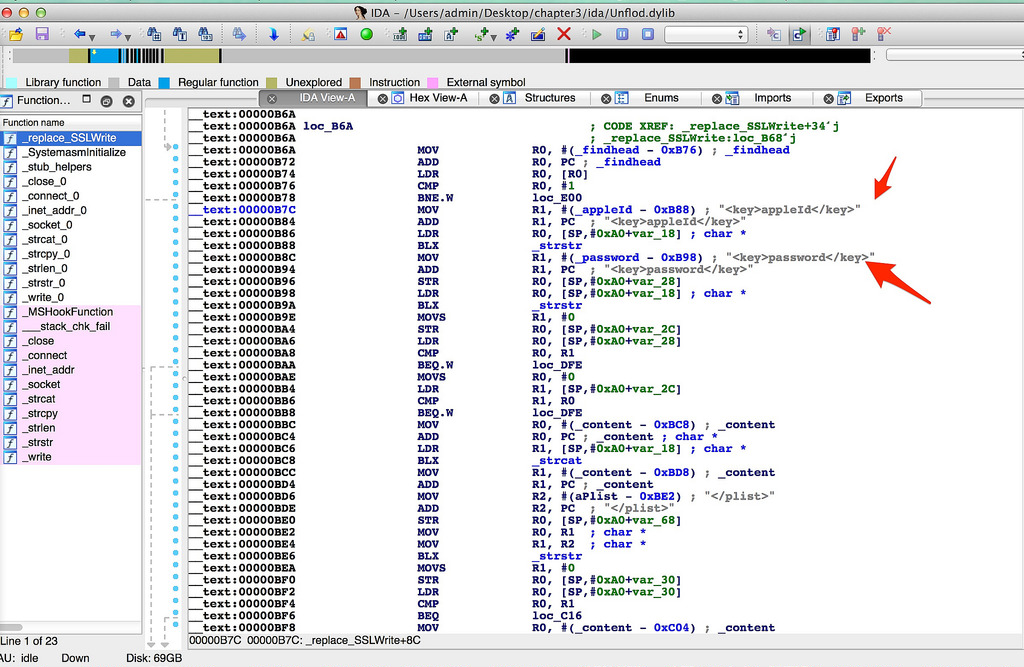 IDA – /Users/admin/Desktop/chapter3/ida/Unflod.dylib
Library function Data Regular function Unexplored Instruction External symbol
Function... IDA View-A Hex View-A Structures Enums Imports Exports
Function name
_replace_SSLWrite
_SystemasmInitialize
_stub_helpers
_close_0
_connect_0
_inet_addr_0
_socket_0
_strcat_0
_strcpy_0
_strlen_0
_strstr_0
_write_0
_MSHookFunction
___stack_chk_fail
_close
_connect
_inet_addr
_socket
_strcat
_strcpy
_strlen
_strstr
_write
Line 1 of 23
__text:00000B6A
__text:00000B6A loc_B6A ; CODE XREF: _replace_SSLWrite+34↑j
__text:00000B6A ; _replace_SSLWrite:loc_B68↑j
__text:00000B6A MOV R0, #(_findhead - 0xB76) ; _findhead
__text:00000B72 ADD R0, PC ; _findhead
__text:00000B74 LDR R0, [R0]
__text:00000B76 CMP R0, #1
__text:00000B78 BNE.W loc_E00
__text:00000B7C MOV R1, #(_appleId - 0xB88) ; "<key>appleId</key>"
__text:00000B84 ADD R1, PC ; "<key>appleId</key>"
__text:00000B86 LDR R0, [SP,#0xA0+var_18] ; char *
__text:00000B88 BLX _strstr
__text:00000B8C MOV R1, #(_password - 0xB98) ; "<key>password</key>"
__text:00000B94 ADD R1, PC ; "<key>password</key>"
__text:00000B96 STR R0, [SP,#0xA0+var_28]
__text:00000B98 LDR R0, [SP,#0xA0+var_18] ; char *
__text:00000B9A BLX _strstr
__text:00000B9E MOVS R1, #0
__text:00000BA4 STR R0, [SP,#0xA0+var_2C]
__text:00000BA6 LDR R0, [SP,#0xA0+var_28]
__text:00000BA8 CMP R0, R1
__text:00000BAA BEQ.W loc_DFE
__text:00000BAE MOVS R0, #0
__text:00000BB4 LDR R1, [SP,#0xA0+var_2C]
__text:00000BB6 CMP R1, R0
__text:00000BB8 BEQ.W loc_DFE
__text:00000BBC MOV R0, #(_content - 0xBC8) ; _content
__text:00000BC4 ADD R0, PC ; _content ; char *
__text:00000BC6 LDR R1, [SP,#0xA0+var_18] ; char *
__text:00000BC8 BLX _strcat
__text:00000BCC MOV R1, #(_content - 0xBD8) ; _content
__text:00000BD4 ADD R1, PC ; _content
__text:00000BD6 MOV R2, #(aPlist - 0xBE2) ; "</plist>"
__text:00000BDE ADD R2, PC ; "</plist>"
__text:00000BE0 STR R0, [SP,#0xA0+var_68]
__text:00000BE2 MOV R0, R1 ; char *
__text:00000BE4 MOV R1, R2 ; char *
__text:00000BE6 BLX _strstr
__text:00000BEA MOVS R1, #0
__text:00000BF0 STR R0, [SP,#0xA0+var_30]
__text:00000BF2 LDR R0, [SP,#0xA0+var_30]
__text:00000BF4 CMP R0, R1
__text:00000BF6 BEQ loc_C16
__text:00000BF8 MOV R0, #(_content - 0xC04) ; _content
00000B7C 00000B7C: _replace_SSLWrite+8C
AU: idle Down Disk: 69GB